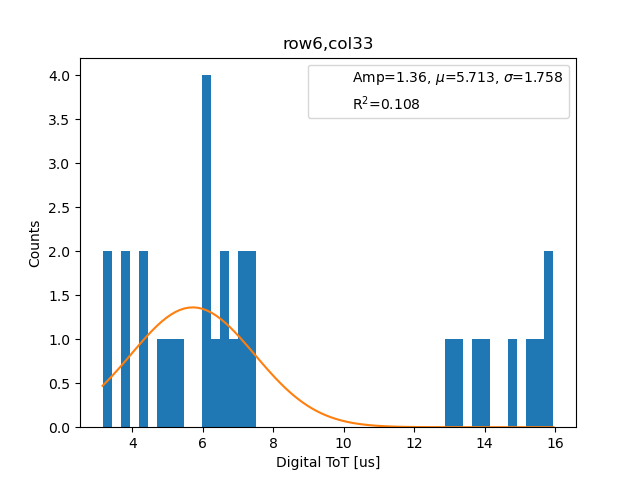 row6,col33
Amp=1.36, μ=5.713, σ=1.758
R²=0.108
Counts
4.0
3.5
3.0
2.5
2.0
1.5
1.0
0.5
0.0
4 6 8 10 12 14 16
Digital ToT [us]